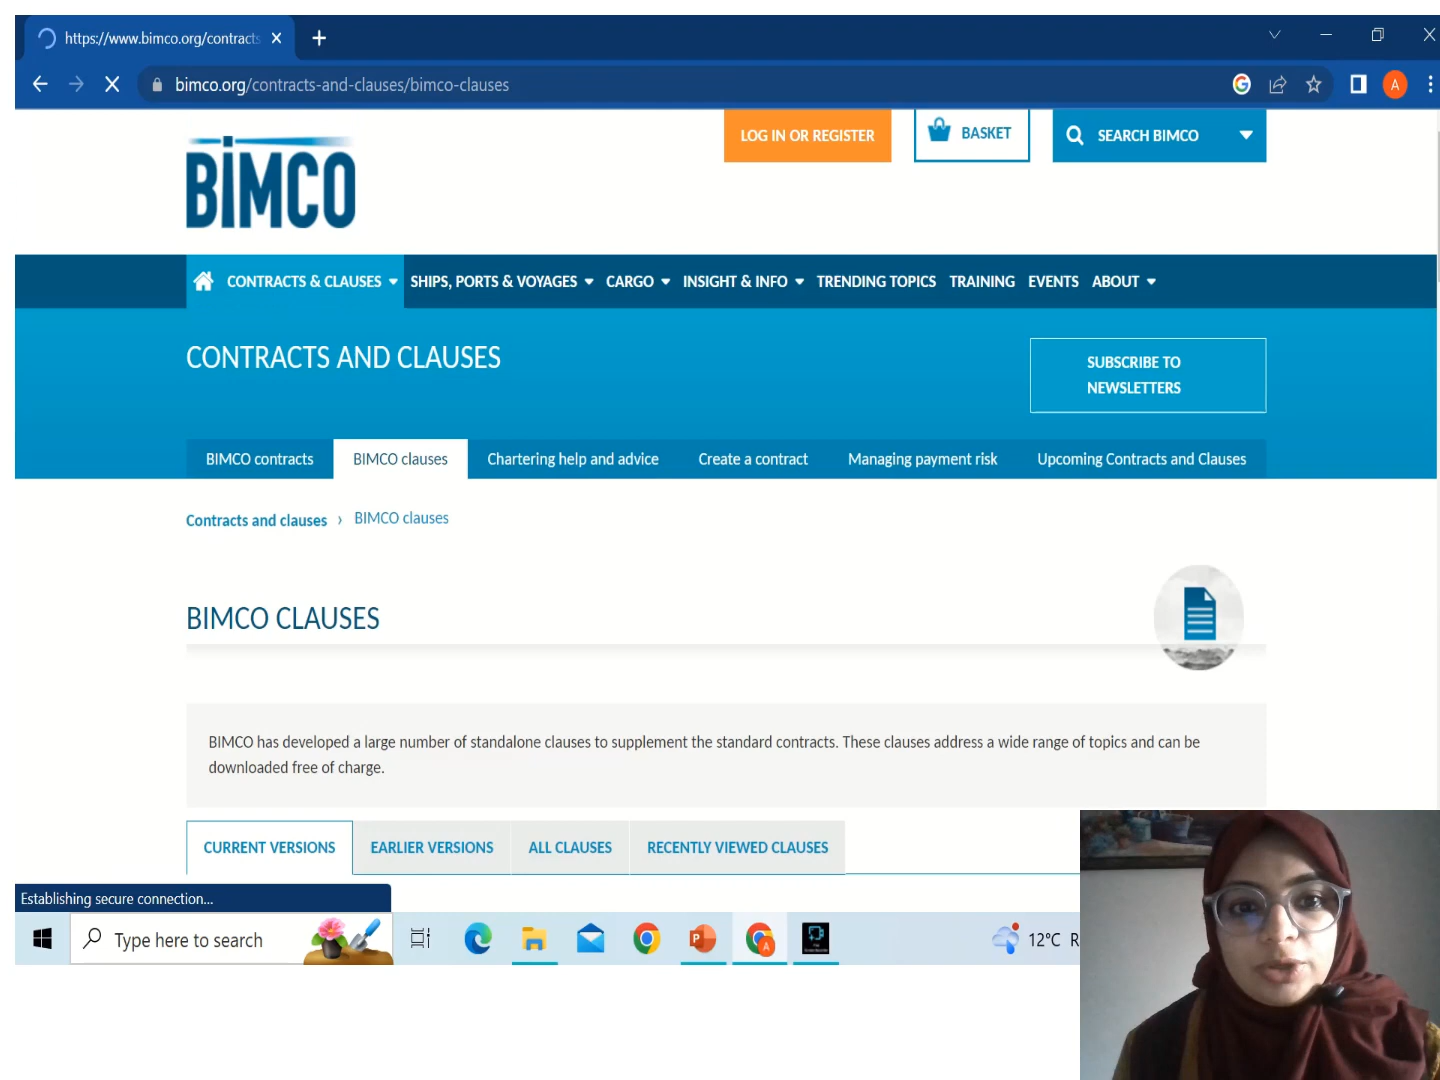 https://www.bimco.org/contracts
bimco.org/contracts-and-clauses/bimco-clauses
A
LOG IN OR REGISTER
BASKET
SEARCH BIMCO
BIMCO
CONTRACTS & CLAUSES
SHIPS, PORTS & VOYAGES
CARGO
INSIGHT & INFO
TRENDING TOPICS
TRAINING
EVENTS
ABOUT
CONTRACTS AND CLAUSES
SUBSCRIBE TO
NEWSLETTERS
BIMCO contracts
BIMCO clauses
Chartering help and advice
Create a contract
Managing payment risk
Upcoming Contracts and Clauses
Contracts and clauses › BIMCO clauses
BIMCO CLAUSES
BIMCO has developed a large number of standalone clauses to supplement the standard contracts. These clauses address a wide range of topics and can be
downloaded free of charge.
CURRENT VERSIONS
EARLIER VERSIONS
ALL CLAUSES
RECENTLY VIEWED CLAUSES
Establishing secure connection...
Type here to search
12°C R